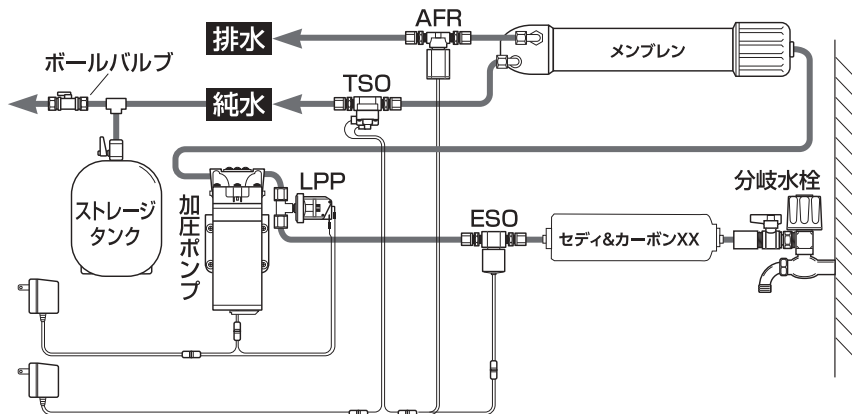 AFR
排水
メンブレン
ボールバルブ
TSO
純水
ストレージ
タンク
加圧ポンプ
LPP
ESO
セディ&カーボンXX
分岐水栓